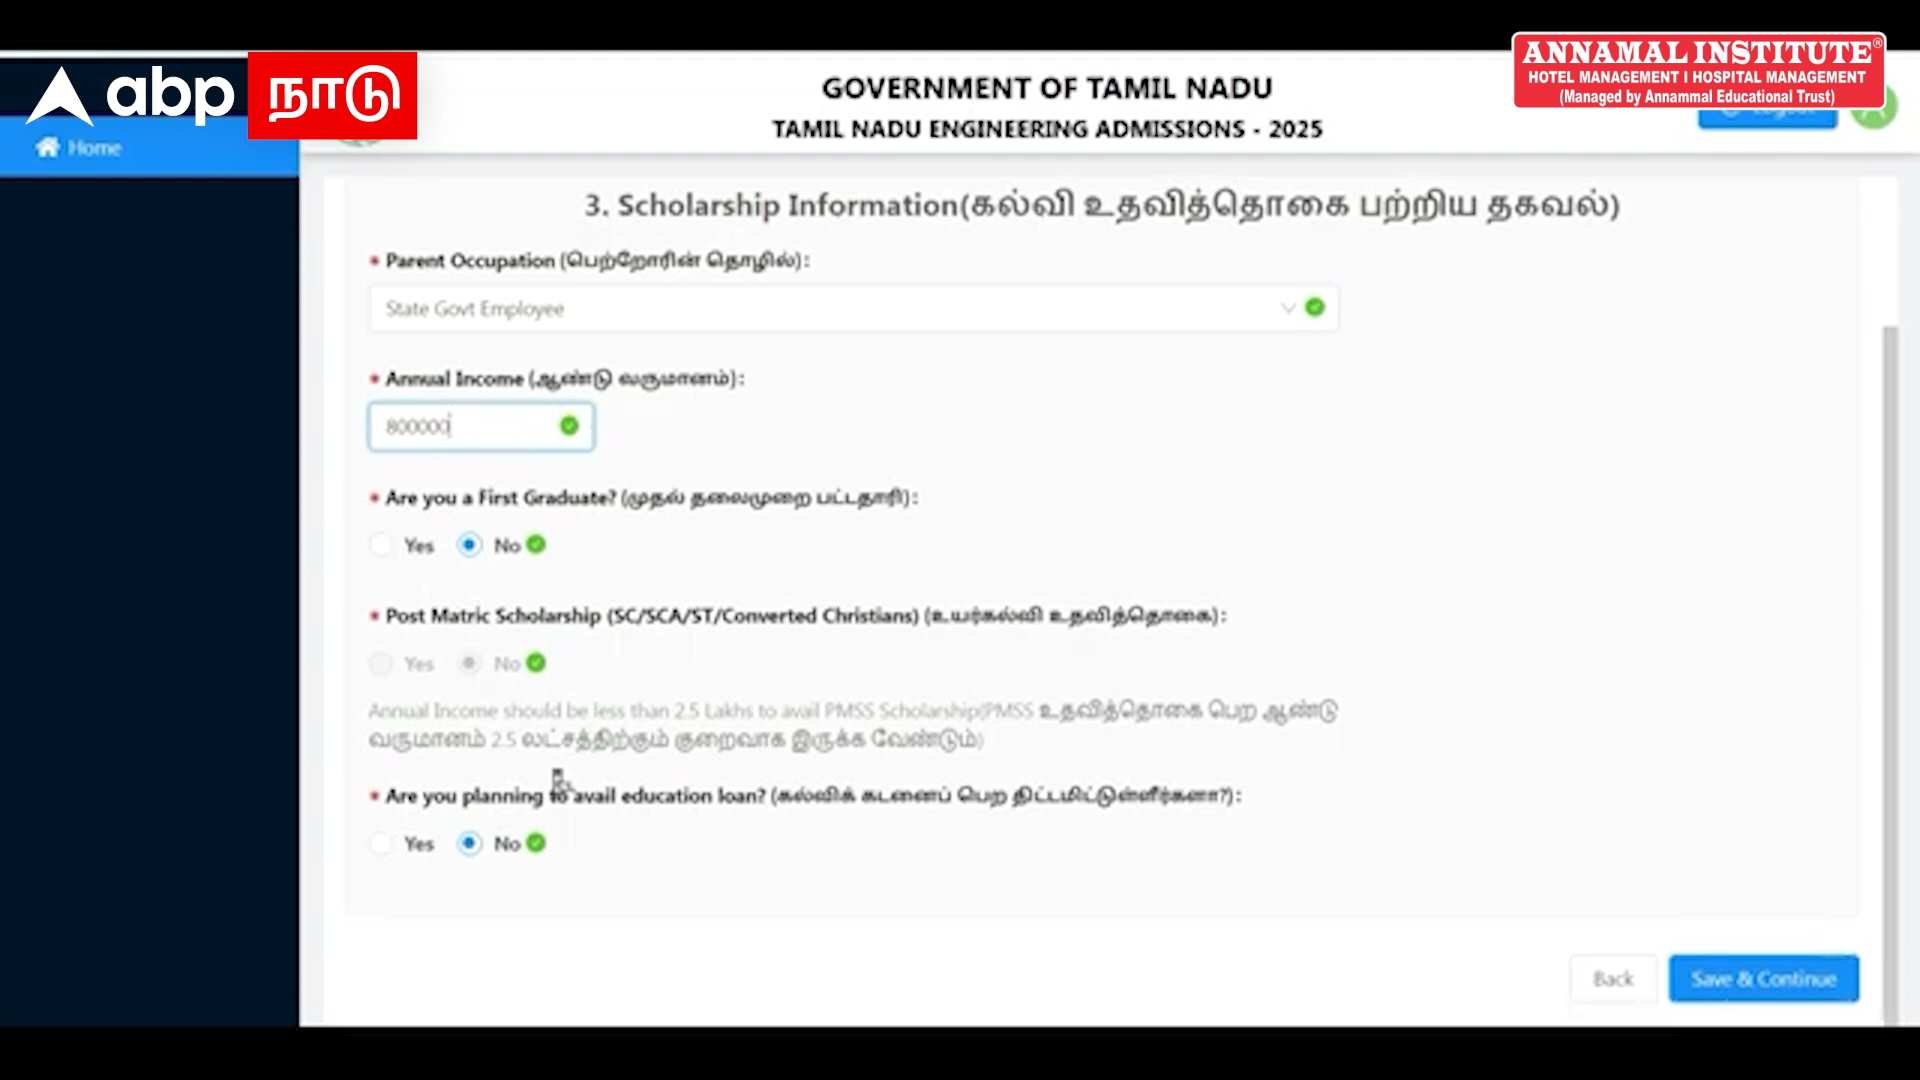 abp நாடு
ANNAMAL INSTITUTE®
HOTEL MANAGEMENT I HOSPITAL MANAGEMENT
(Managed by Annammal Educational Trust)
GOVERNMENT OF TAMIL NADU
TAMIL NADU ENGINEERING ADMISSIONS - 2025
Home
3. Scholarship Information(கல்வி உதவித்தொகை பற்றிய தகவல்)
* Parent Occupation (பெற்றோரின் தொழில்):
State Govt Employee
* Annual Income (ஆண்டு வருமானம்):
800000
* Are you a First Graduate? (முதல் தலைமுறை பட்டதாரி):
Yes No
* Post Matric Scholarship (SC/SCA/ST/Converted Christians) (உயர்கல்வி உதவித்தொகை):
Yes No
Annual Income should be less than 2.5 Lakhs to avail PMSS Scholarship(PMSS உதவித்தொகை பெற ஆண்டு
வருமானம் 2.5 லட்சத்திற்கும் குறைவாக இருக்க வேண்டும்)
* Are you planning to avail education loan? (கல்விக் கடனைப் பெற திட்டமிட்டுள்ளீர்களா?):
Yes No
Back Save & Continue